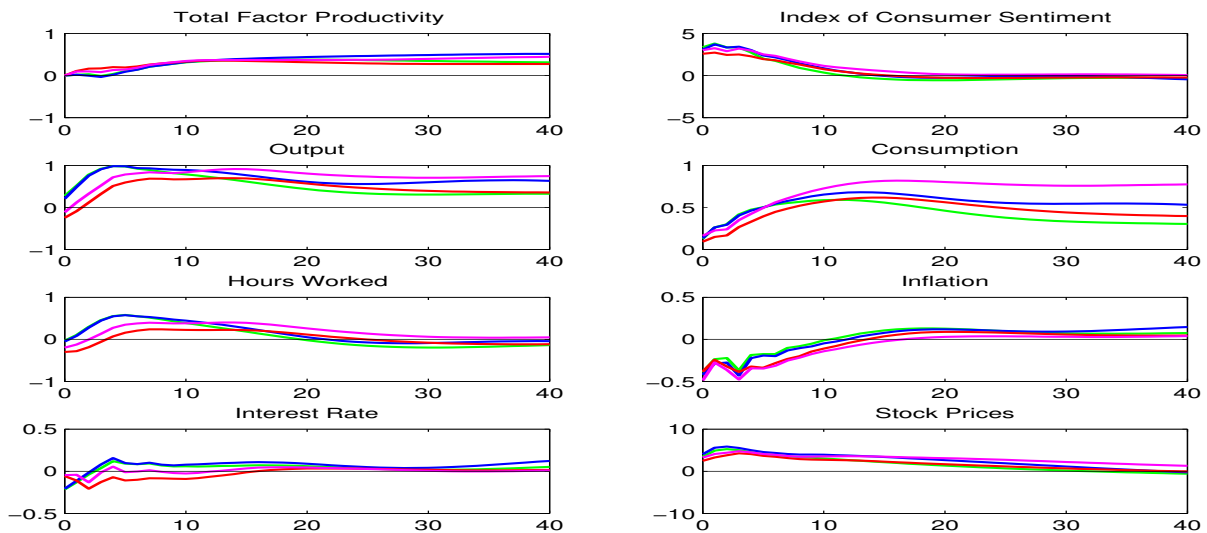 Total Factor Productivity
1
0
−1
0 10 20 30 40
Index of Consumer Sentiment
5
0
−5
0 10 20 30 40
Output
1
0
−1
0 10 20 30 40
Consumption
1
0.5
0
0 10 20 30 40
Hours Worked
1
0
−1
0 10 20 30 40
Inflation
0.5
0
−0.5
0 10 20 30 40
Interest Rate
0.5
0
−0.5
0 10 20 30 40
Stock Prices
10
0
−10
0 10 20 30 40